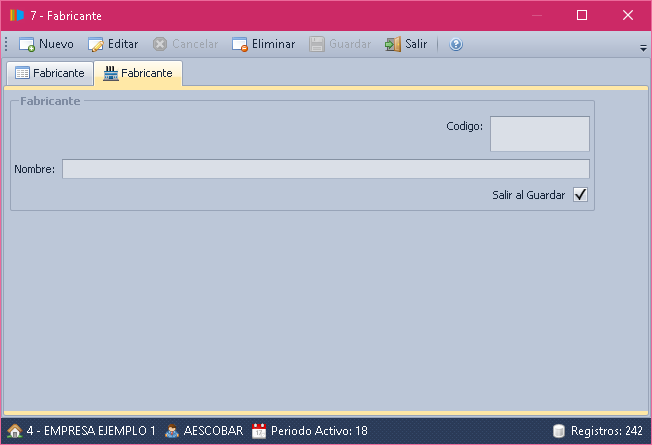 7 - Fabricante
Nuevo Editar Cancelar Eliminar Guardar Salir
Fabricante Fabricante
Fabricante
Codigo:
Nombre:
Salir al Guardar
4 - EMPRESA EJEMPLO 1 AESCOBAR 12 Periodo Activo: 18 Registros: 242